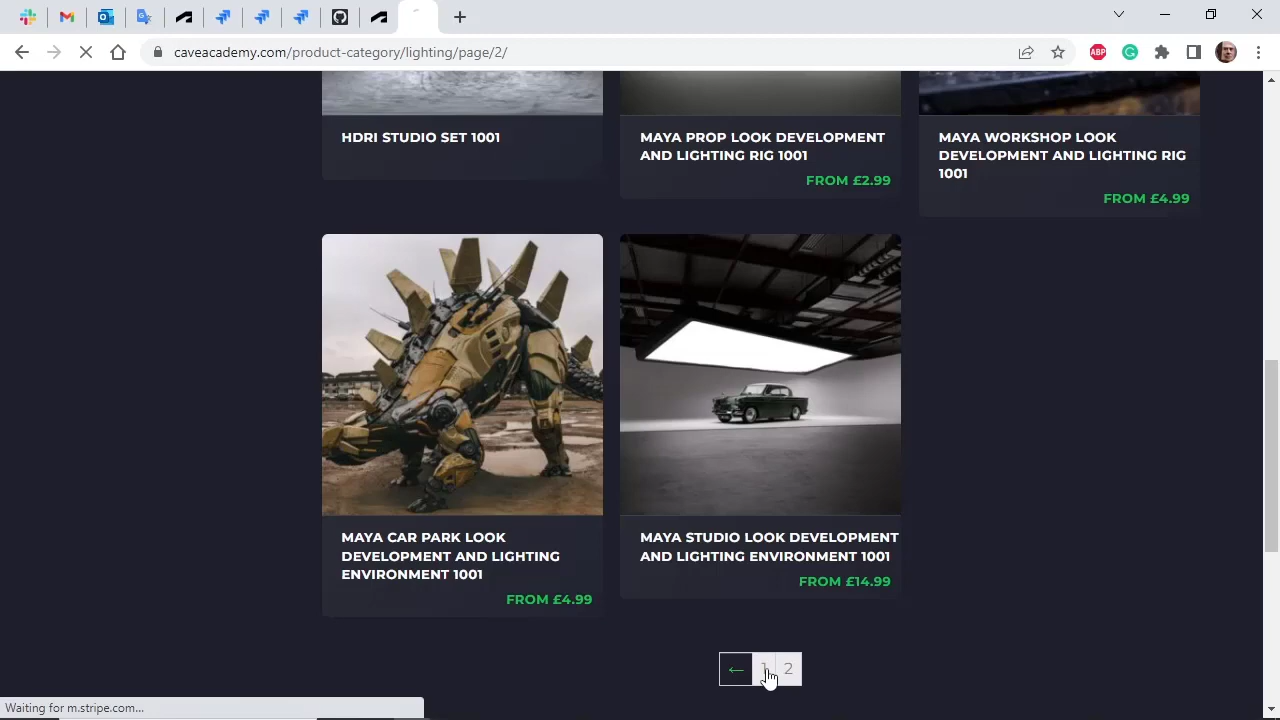 caveacademy.com/product-category/lighting/page/2/
ABP
HDRI STUDIO SET 1001
MAYA PROP LOOK DEVELOPMENT
AND LIGHTING RIG 1001
FROM £2.99
MAYA WORKSHOP LOOK
DEVELOPMENT AND LIGHTING RIG
1001
FROM £4.99
MAYA CAR PARK LOOK
DEVELOPMENT AND LIGHTING
ENVIRONMENT 1001
FROM £4.99
MAYA STUDIO LOOK DEVELOPMENT
AND LIGHTING ENVIRONMENT 1001
FROM £14.99
← 1 2
Waiting for m.stripe.com...